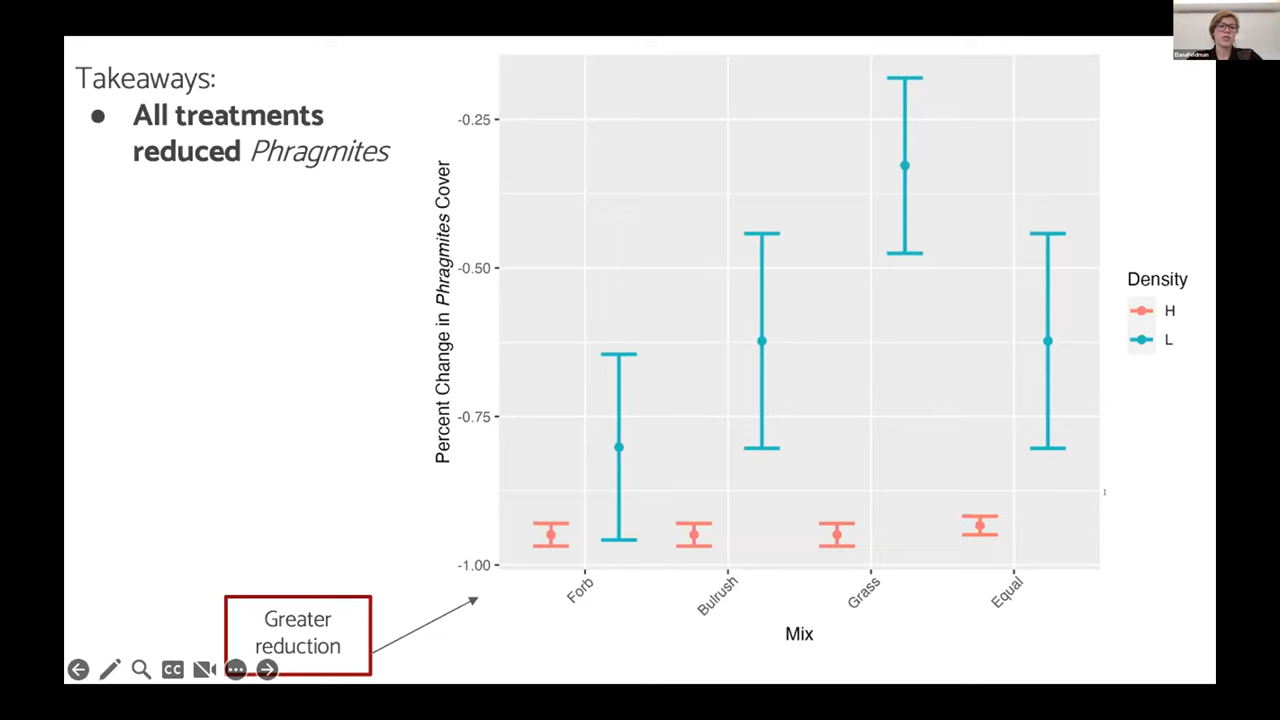 Takeaways:
● All treatments
reduced Phragmites
Percent Change in Phragmites Cover
-0.25
-0.50
-0.75
-1.00
Forb
Bulrush
Grass
Equal
Mix
Density
H
L
Greater
reduction
CC